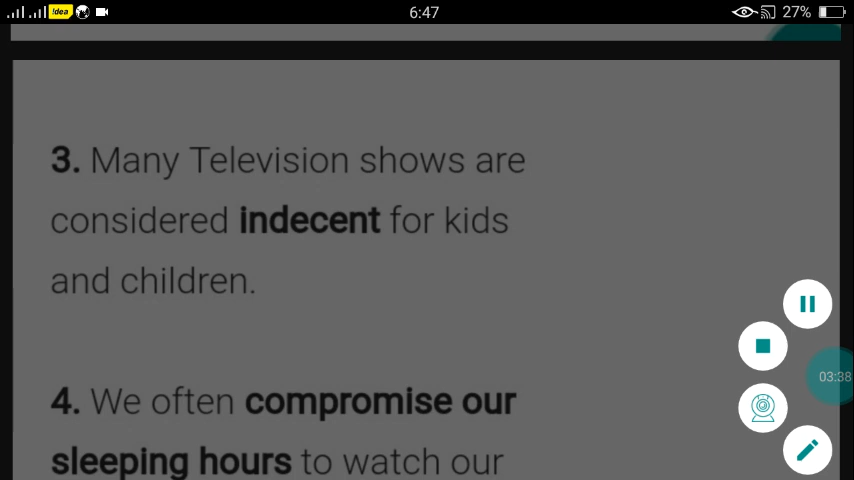 !dea
6:47
27%
3. Many Television shows are
considered indecent for kids
and children.
4. We often compromise our
sleeping hours to watch our
03:38